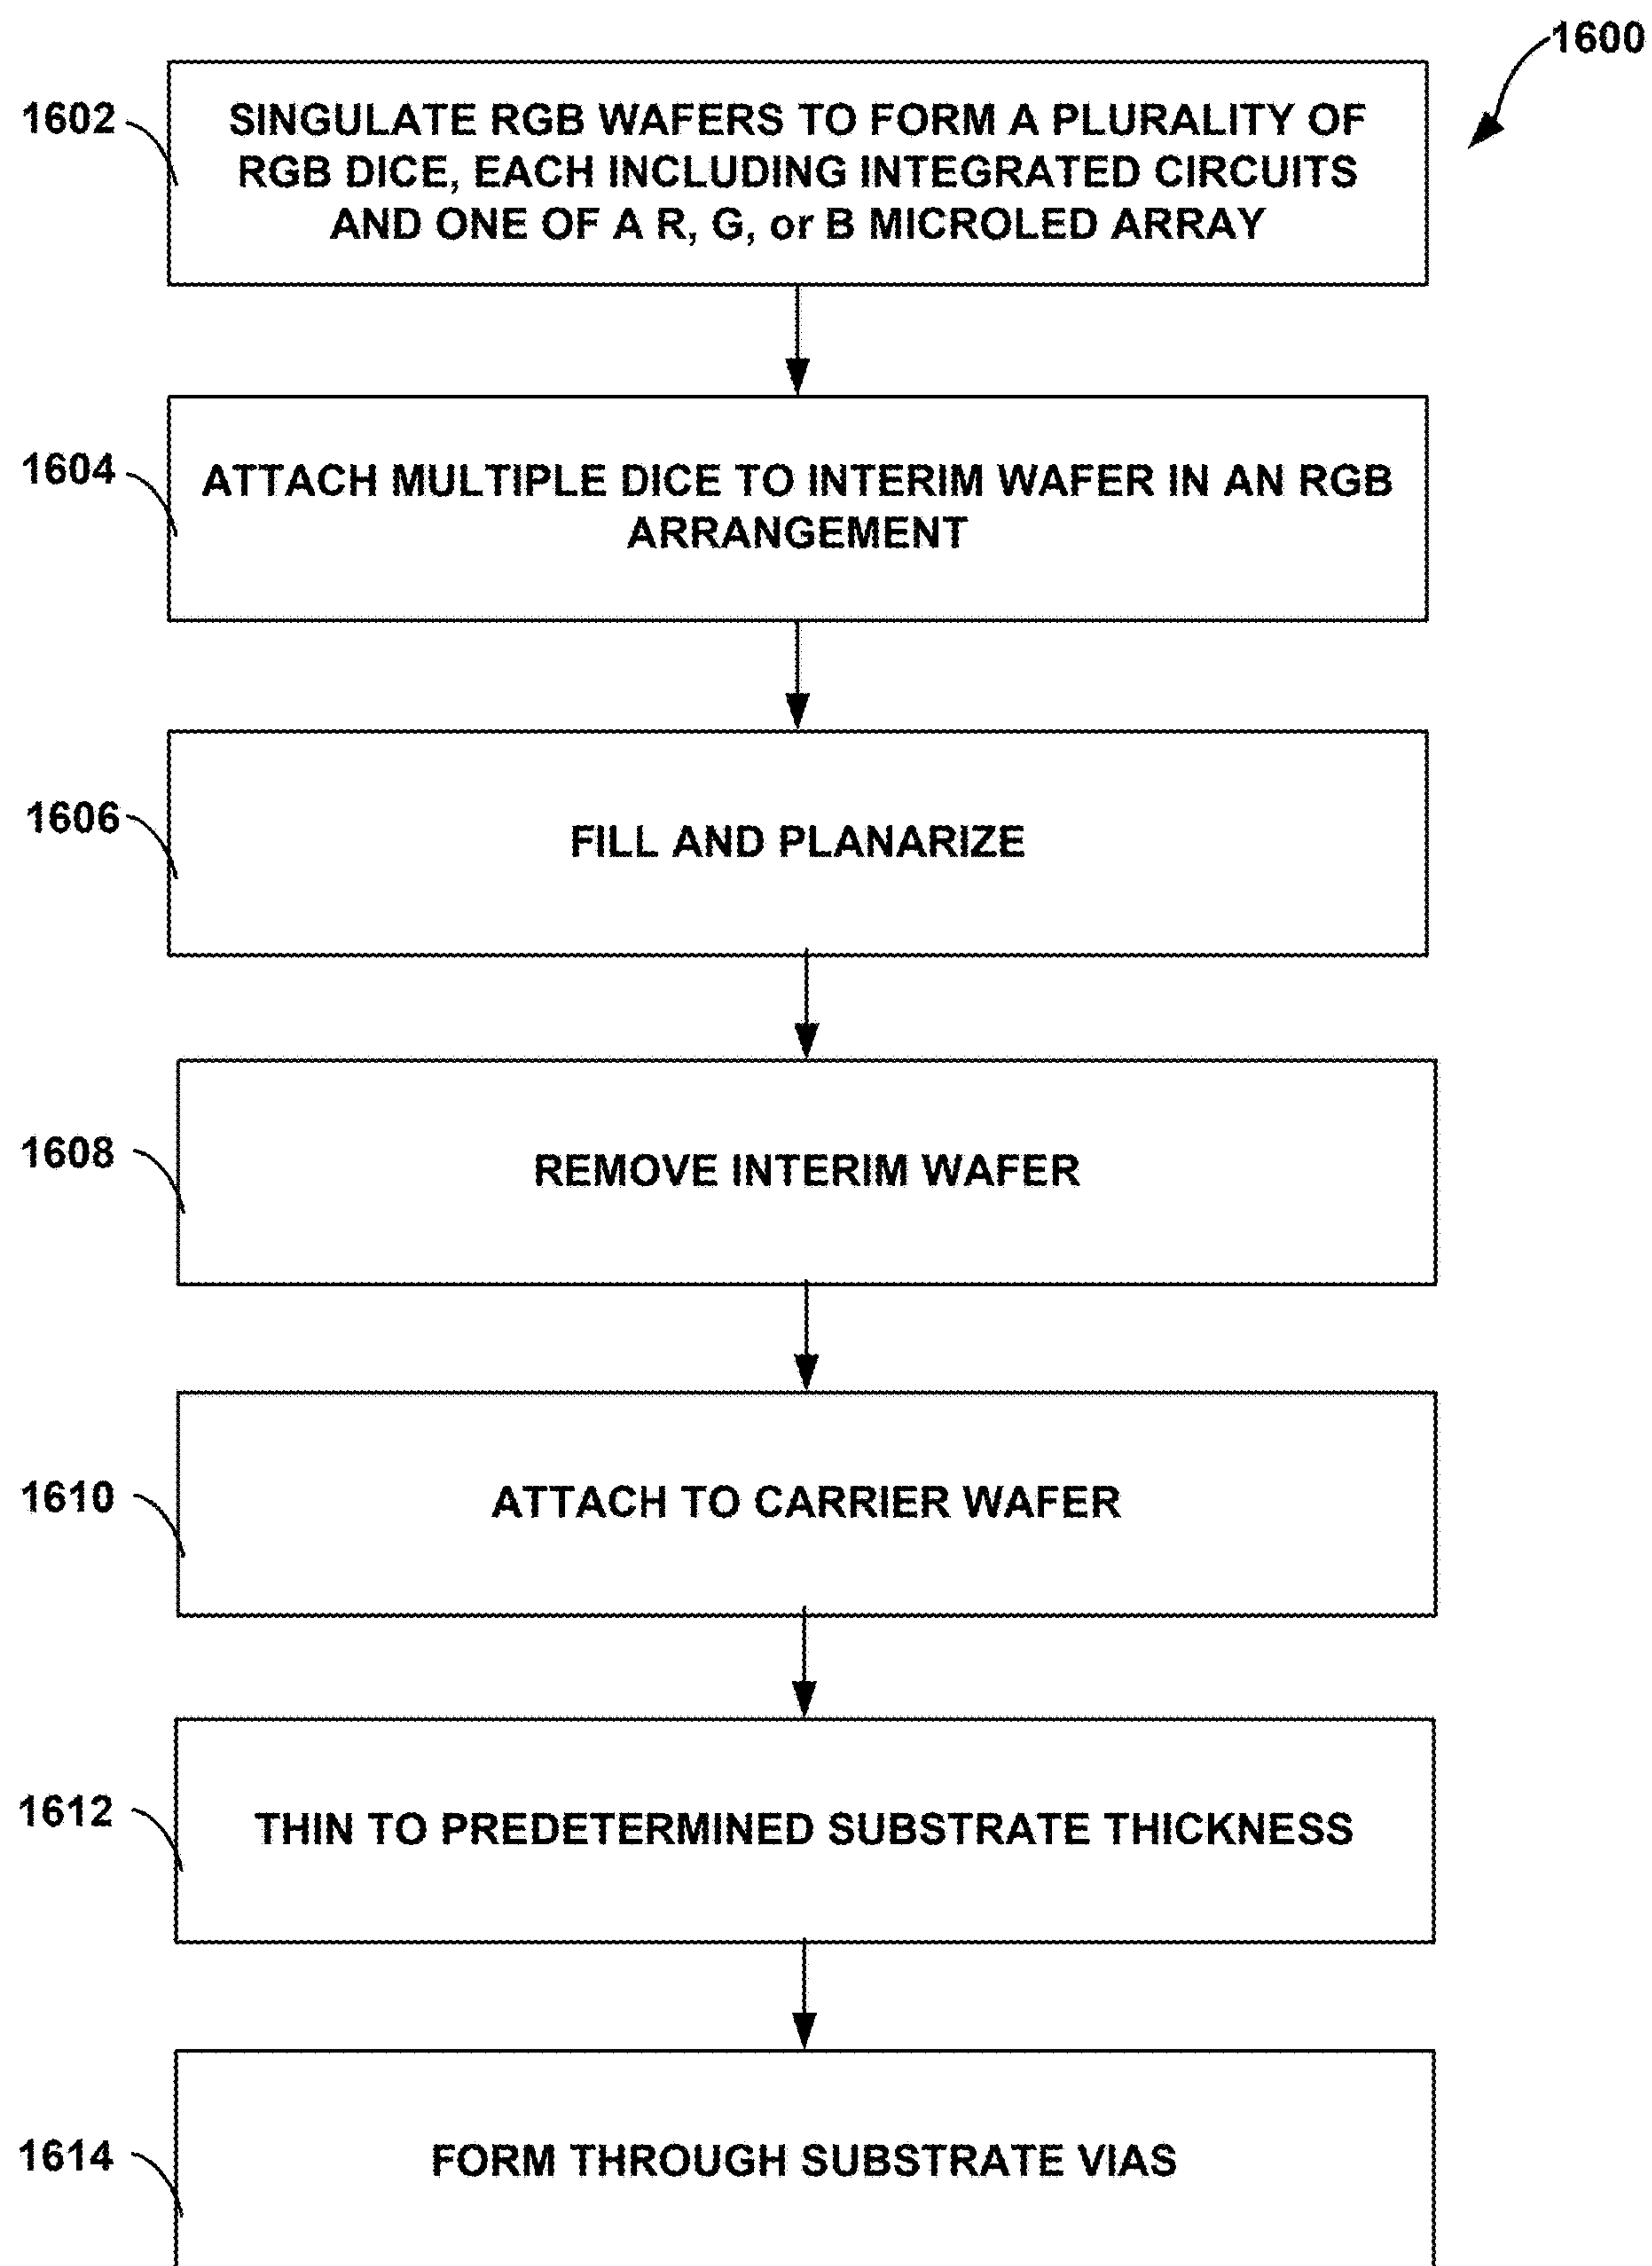 1600
1602
SINGULATE RGB WAFERS TO FORM A PLURALITY OF
RGB DICE, EACH INCLUDING INTEGRATED CIRCUITS
AND ONE OF A R, G, or B MICROLED ARRAY
1604
ATTACH MULTIPLE DICE TO INTERIM WAFER IN AN RGB
ARRANGEMENT
1606
FILL AND PLANARIZE
1608
REMOVE INTERIM WAFER
1610
ATTACH TO CARRIER WAFER
1612
THIN TO PREDETERMINED SUBSTRATE THICKNESS
1614
FORM THROUGH SUBSTRATE VIAS